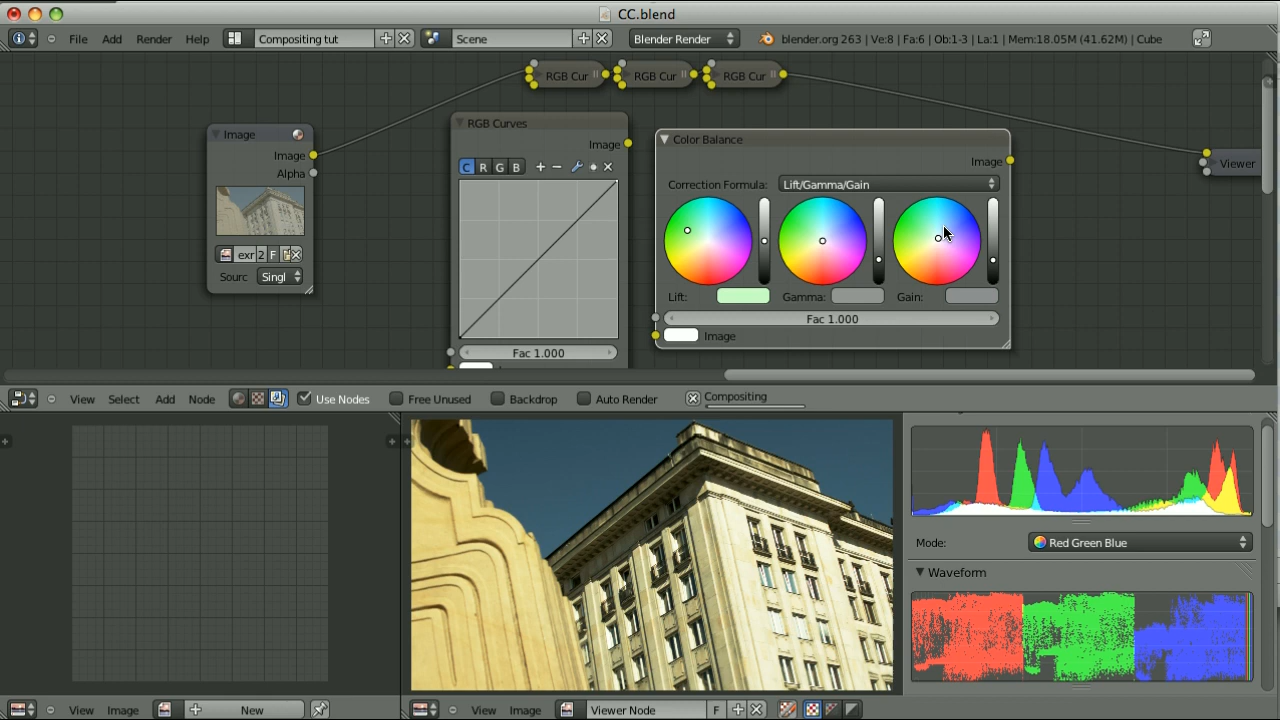 CC.blend
File Add Render Help Compositing tut Scene Blender Render blender.org 263 | Ve:8 | Fa:6 | Ob:1-3 | La:1 | Mem:18.05M (41.62M) | Cube
RGB Cur RGB Cur RGB Cur
Image
Image
Alpha
exr 2 F
Sourc Singl
RGB Curves
Image
C R G B
Fac 1.000
Color Balance
Image
Correction Formula: Lift/Gamma/Gain
Lift: Gamma: Gain:
Fac 1.000
Image
Viewer
View Select Add Node Use Nodes Free Unused Backdrop Auto Render Compositing
Mode: Red Green Blue
Waveform
View Image New
View Image Viewer Node F